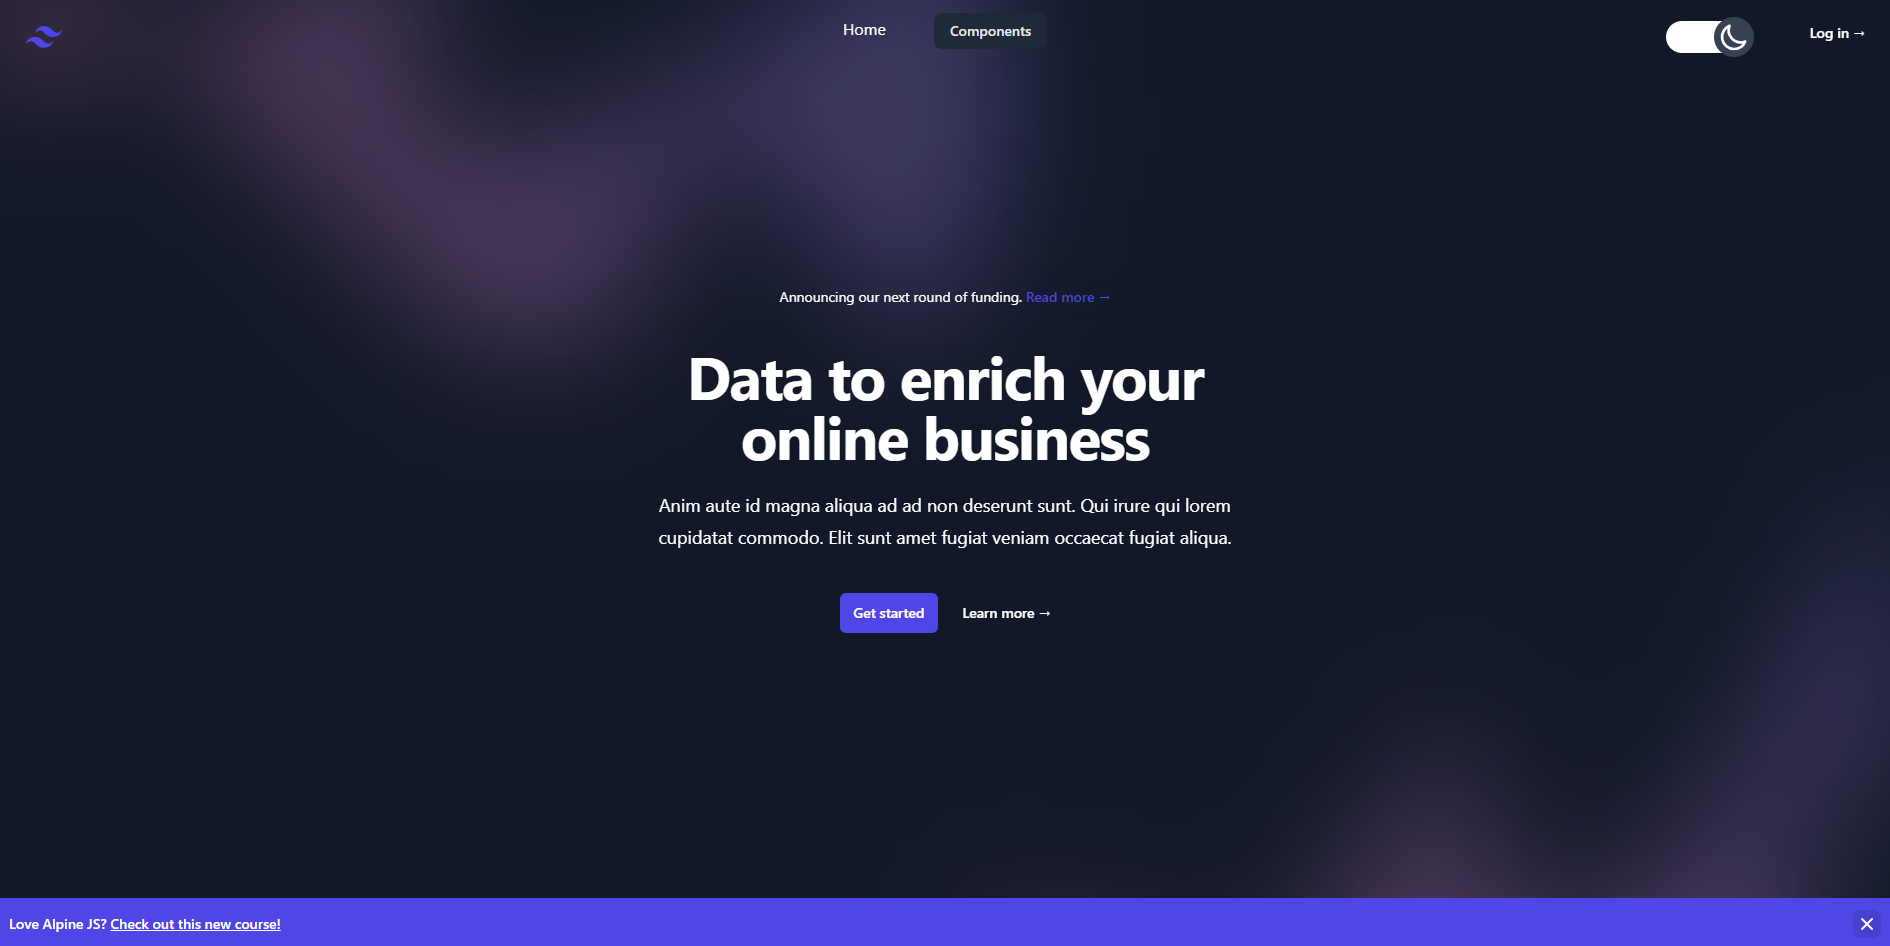 Home
Components
Log in →
Announcing our next round of funding. Read more →
Data to enrich your
online business
Anim aute id magna aliqua ad ad non deserunt sunt. Qui irure qui lorem
cupidatat commodo. Elit sunt amet fugiat veniam occaecat fugiat aliqua.
Get started
Learn more →
Love Alpine JS? Check out this new course!